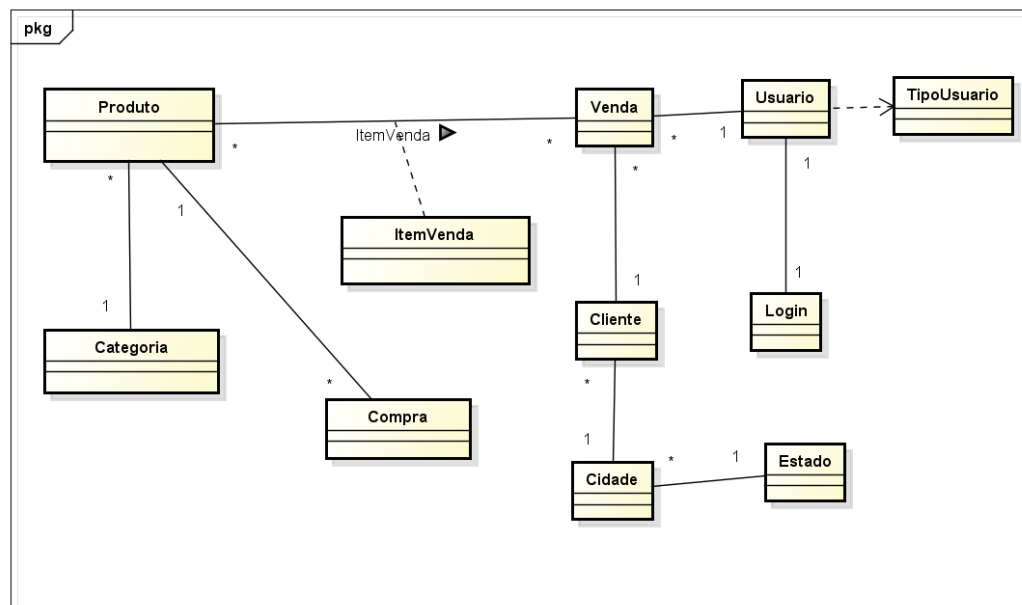 pkg
Produto
Venda
Usuario
TipoUsuario
ItemVenda
*
*
*
1
*
1
*
1
ItemVenda
1
1
1
Categoria
Cliente
Login
*
*
Compra
1
*
1
Cidade
Estado